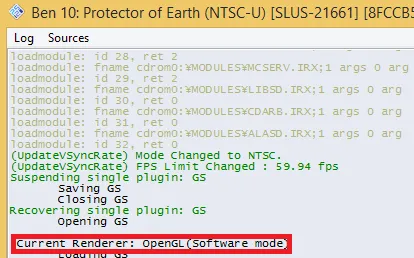 Ben 10: Protector of Earth (NTSC-U) [SLUS-21661] [8FCCB5
Log Sources
loadmodule: id 28, ret 2
loadmodule: fname cdrom0:¥MODULES¥MCSERV.IRX;1 args 0 arg
loadmodule: id 29, ret 2
loadmodule: fname cdrom0:¥MODULES¥LIBSD.IRX;1 args 0 arg
loadmodule: id 30, ret 0
loadmodule: fname cdrom0:¥MODULES¥CDARB.IRX;1 args 0 arg
loadmodule: id 31, ret 0
loadmodule: fname cdrom0:¥MODULES¥ALASD.IRX;1 args 0 arg
loadmodule: id 32, ret 0
(UpdateVSyncRate) Mode Changed to NTSC.
(UpdateVSyncRate) FPS Limit Changed : 59.94 fps
Suspending single plugin: GS
Saving GS
Closing GS
Recovering single plugin: GS
Opening GS
Current Renderer: OpenGL(Software mode)
Loading GS